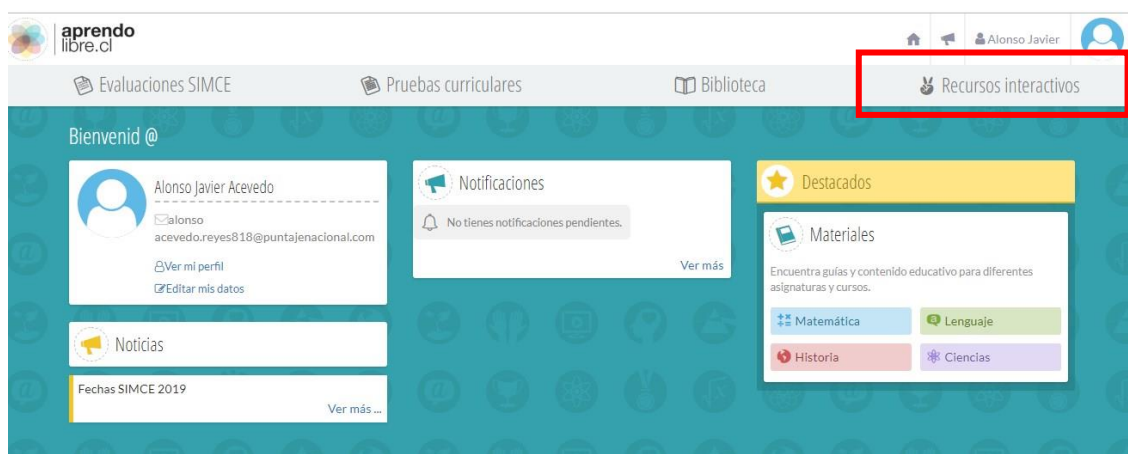 aprendo
libre.cl
Alonso Javier
Evaluaciones SIMCE
Pruebas curriculares
Biblioteca
Recursos interactivos
Bienvenid @
Alonso Javier Acevedo
alonso
acevedo.reyes818@puntajenacional.com
Ver mi perfil
Editar mis datos
Noticias
Fechas SIMCE 2019
Ver más ...
Notificaciones
No tienes notificaciones pendientes.
Ver más
Destacados
Materiales
Encuentra guías y contenido educativo para diferentes
asignaturas y cursos.
Matemática
Lenguaje
Historia
Ciencias